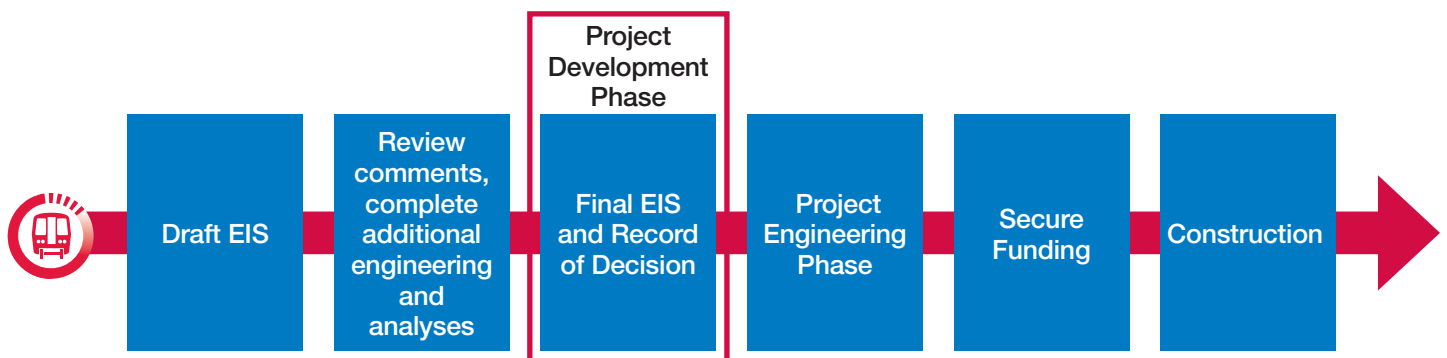 Project
Development
Phase
Draft EIS
Review
comments,
complete
additional
engineering
and
analyses
Final EIS
and Record
of Decision
Project
Engineering
Phase
Secure
Funding
Construction